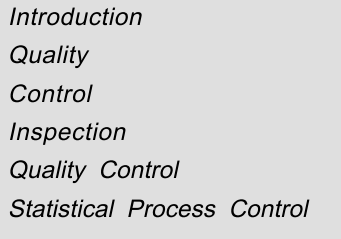 Introduction
Quality
Control
Inspection
Quality Control
Statistical Process Control